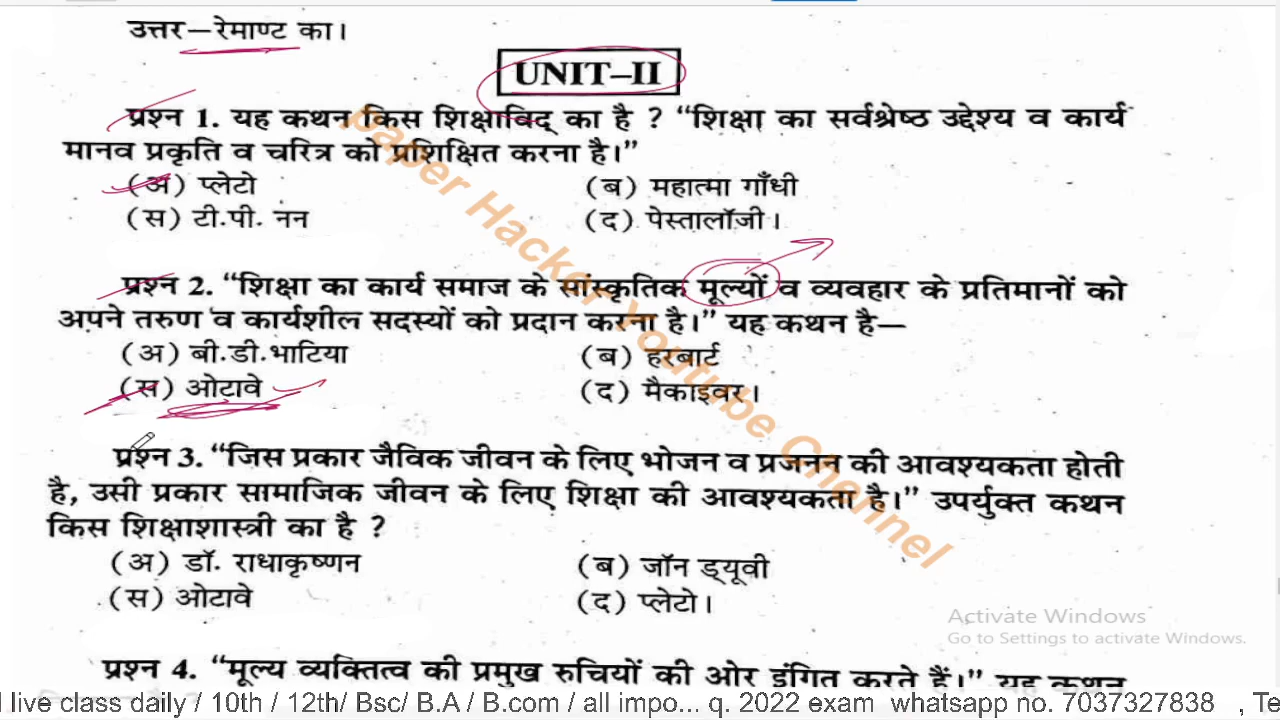 उत्तर—रेमाण्ट का।
UNIT–II
प्रश्न 1. यह कथन किस शिक्षाविद् का है ? “शिक्षा का सर्वश्रेष्ठ उद्देश्य व कार्य
मानव प्रकृति व चरित्र को प्रशिक्षित करना है।”
(अ) प्लेटो (ब) महात्मा गाँधी
(स) टी.पी. नन (द) पेस्तालॉजी।
प्रश्न 2. “शिक्षा का कार्य समाज के सांस्कृतिक मूल्यों व व्यवहार के प्रतिमानों को
अपने तरुण व कार्यशील सदस्यों को प्रदान करना है।” यह कथन है—
(अ) बी.डी.भाटिया (ब) हरबार्ट
(स) ओटावे (द) मैकाइवर।
प्रश्न 3. “जिस प्रकार जैविक जीवन के लिए भोजन व प्रजनन की आवश्यकता होती
है, उसी प्रकार सामाजिक जीवन के लिए शिक्षा की आवश्यकता है।” उपर्युक्त कथन
किस शिक्षाशास्त्री का है ?
(अ) डॉ. राधाकृष्णन (ब) जॉन ड्यूवी
(स) ओटावे (द) प्लेटो।
प्रश्न 4. “मूल्य व्यक्तित्व की प्रमुख रुचियों की ओर इंगित करते हैं।” यह कथन
paper Hacker Youtube Channel
Activate Windows
Go to Settings to activate Windows.
live class daily / 10th / 12th/ Bsc/ B.A / B.com / all impo... q. 2022 exam whatsapp no. 7037327838 , Te